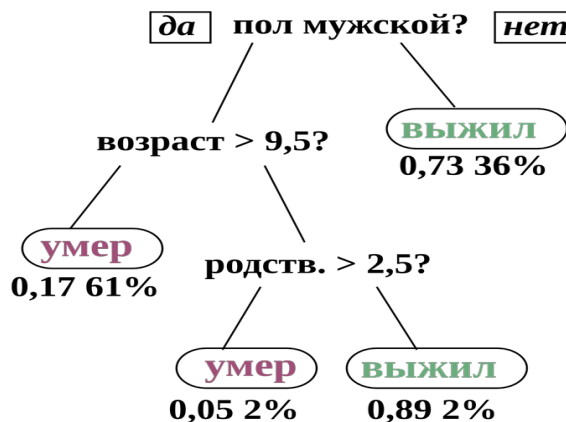 да пол мужской? нет
выжил
возраст > 9,5?
0,73 36%
умер
родств. > 2,5?
0,17 61%
умер выжил
0,05 2% 0,89 2%